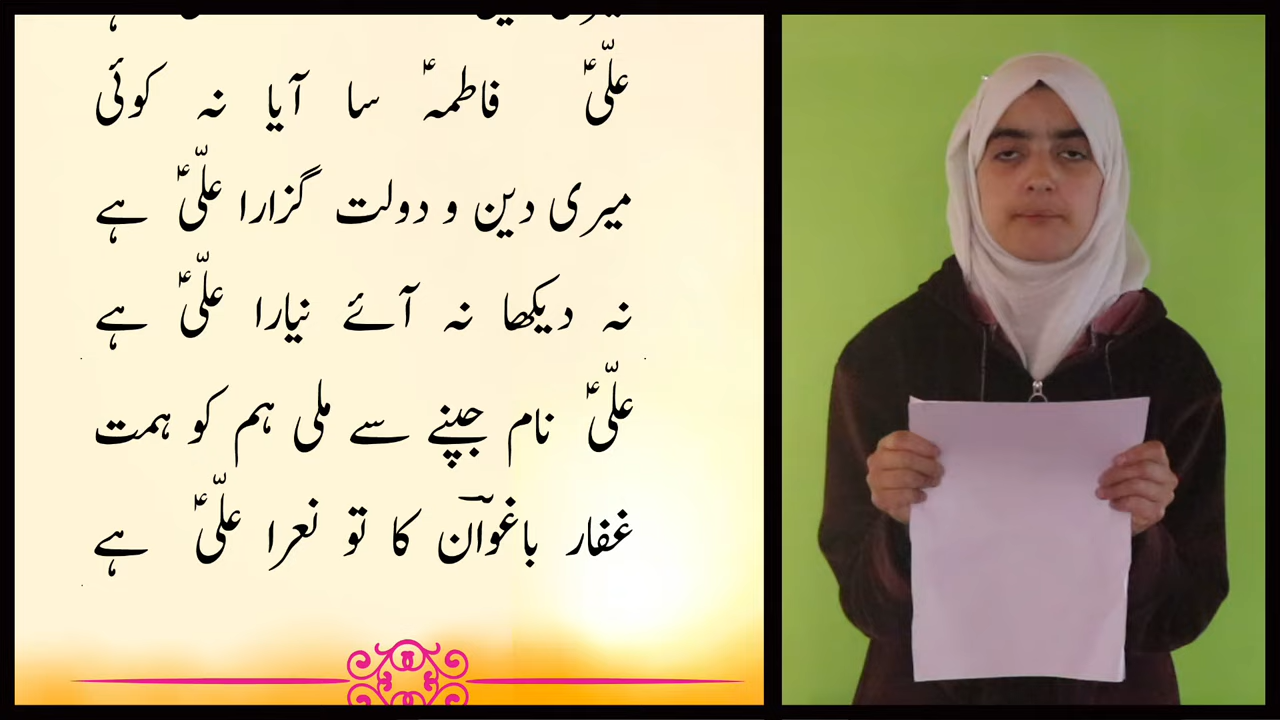 علیؑ فاطمہؑ سا آیا نہ کوئی
میری دین و دولت گزارا علیؑ ہے
نہ دیکھا نہ آئے نیارا علیؑ ہے
علیؑ نام جپنے سے ملی ہم کو ہمت
غفار باغوانؔ کا تو نعرا علیؑ ہے